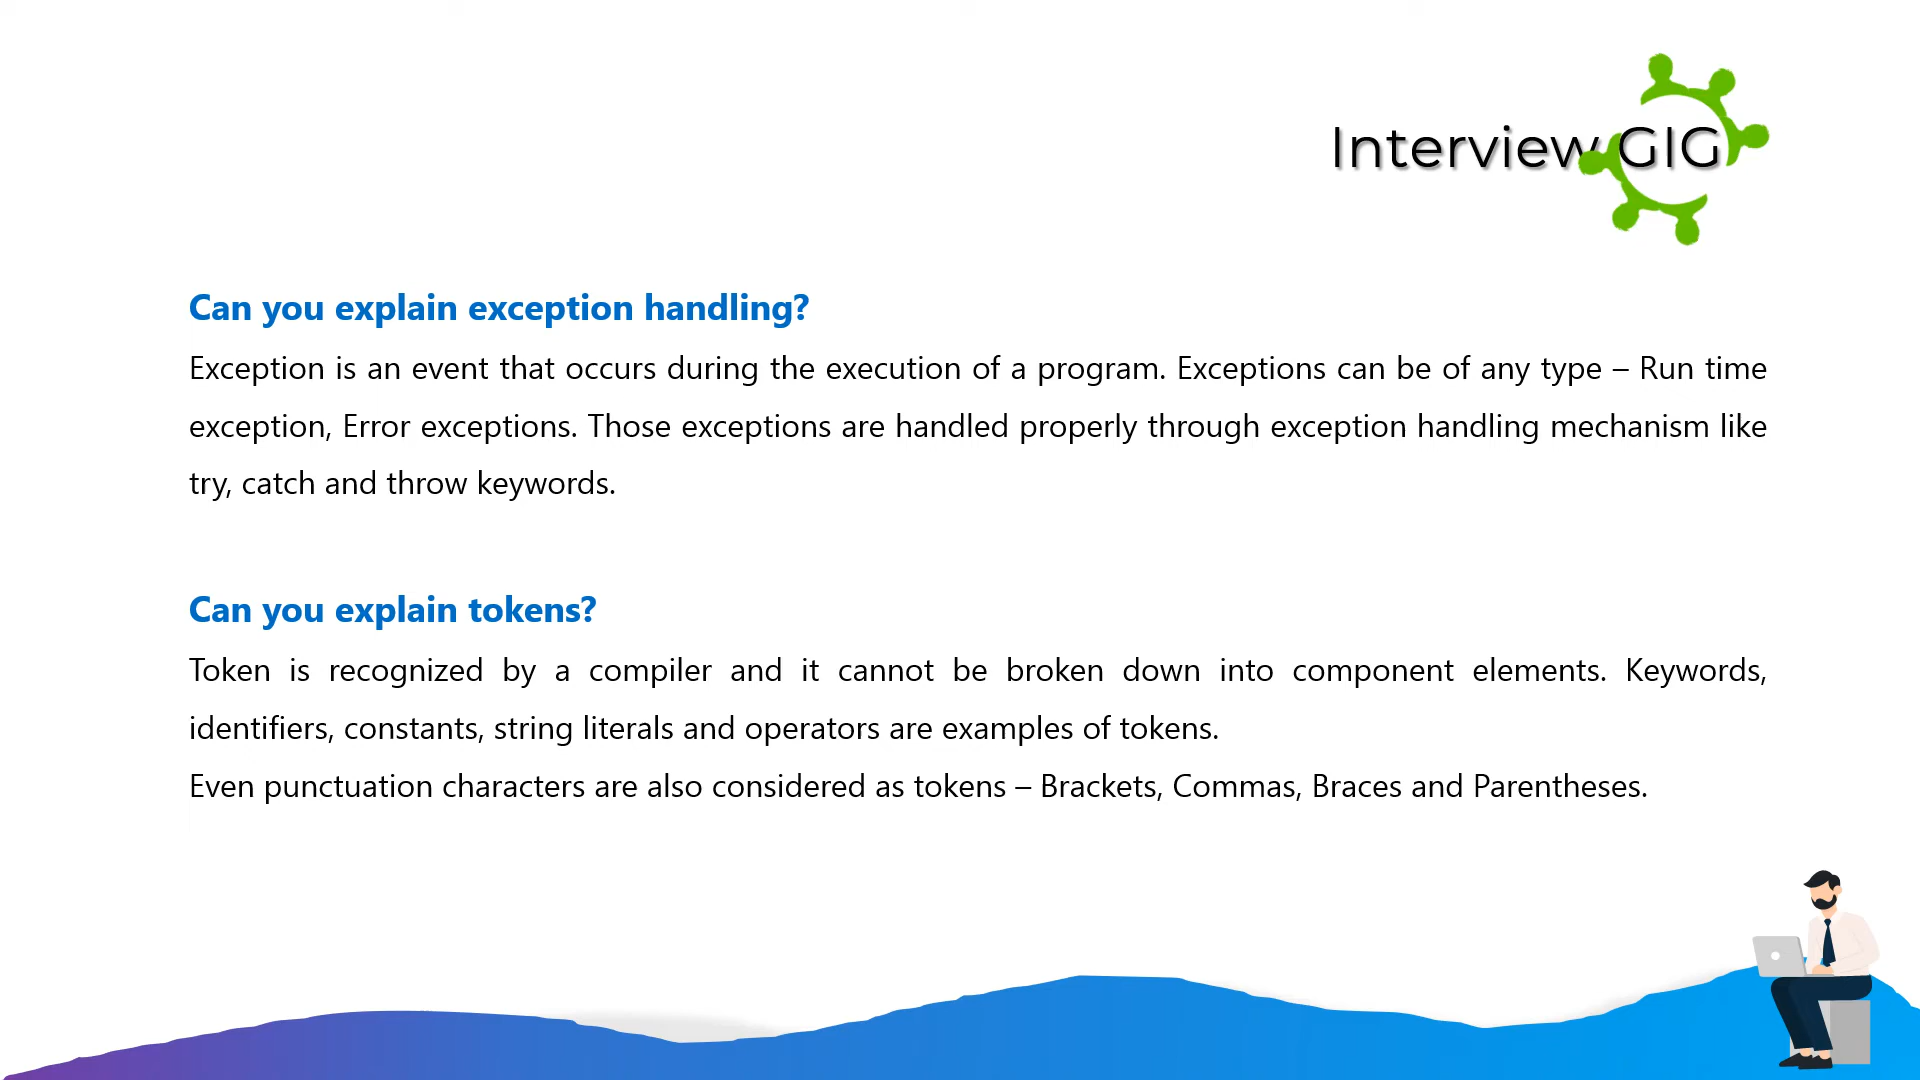 Interview GIG
Can you explain exception handling?
Exception is an event that occurs during the execution of a program. Exceptions can be of any type – Run time
exception, Error exceptions. Those exceptions are handled properly through exception handling mechanism like
try, catch and throw keywords.
Can you explain tokens?
Token is recognized by a compiler and it cannot be broken down into component elements. Keywords,
identifiers, constants, string literals and operators are examples of tokens.
Even punctuation characters are also considered as tokens – Brackets, Commas, Braces and Parentheses.